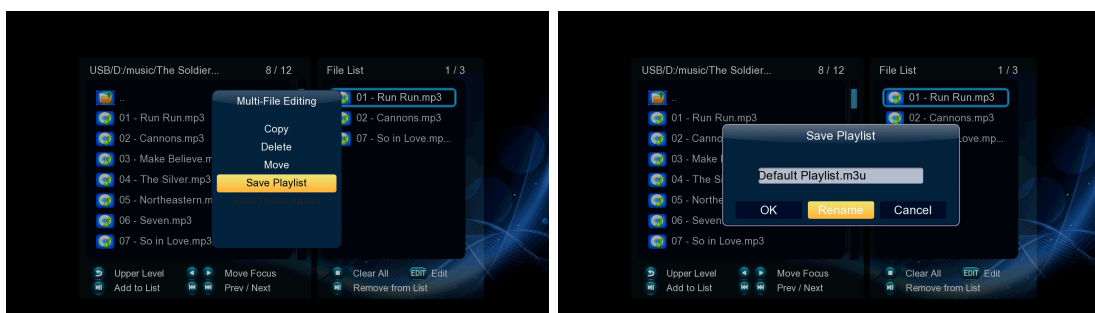 USB/D:/music/The Soldier... 8 / 12 File List 1 / 3
..
01 - Run Run.mp3
02 - Cannons.mp3
03 - Make Believe.m
04 - The Silver.mp3
05 - Northeastern.m
06 - Seven.mp3
07 - So in Love.mp3
Multi-File Editing
Copy
Delete
Move
Save Playlist
01 - Run Run.mp3
02 - Cannons.mp3
07 - So in Love.mp...
Upper Level Move Focus Clear All EDIT Edit
Add to List Prev / Next Remove from List
USB/D:/music/The Soldier... 8 / 12 File List 1 / 3
..
01 - Run Run.mp3
02 - Canno
03 - Make
04 - The S
05 - Northe
06 - Seven
07 - So in Love.mp3
Save Playlist
Default Playlist.m3u
OK Rename Cancel
01 - Run Run.mp3
02 - Cannons.mp3
ove.mp...
Upper Level Move Focus Clear All EDIT Edit
Add to List Prev / Next Remove from List